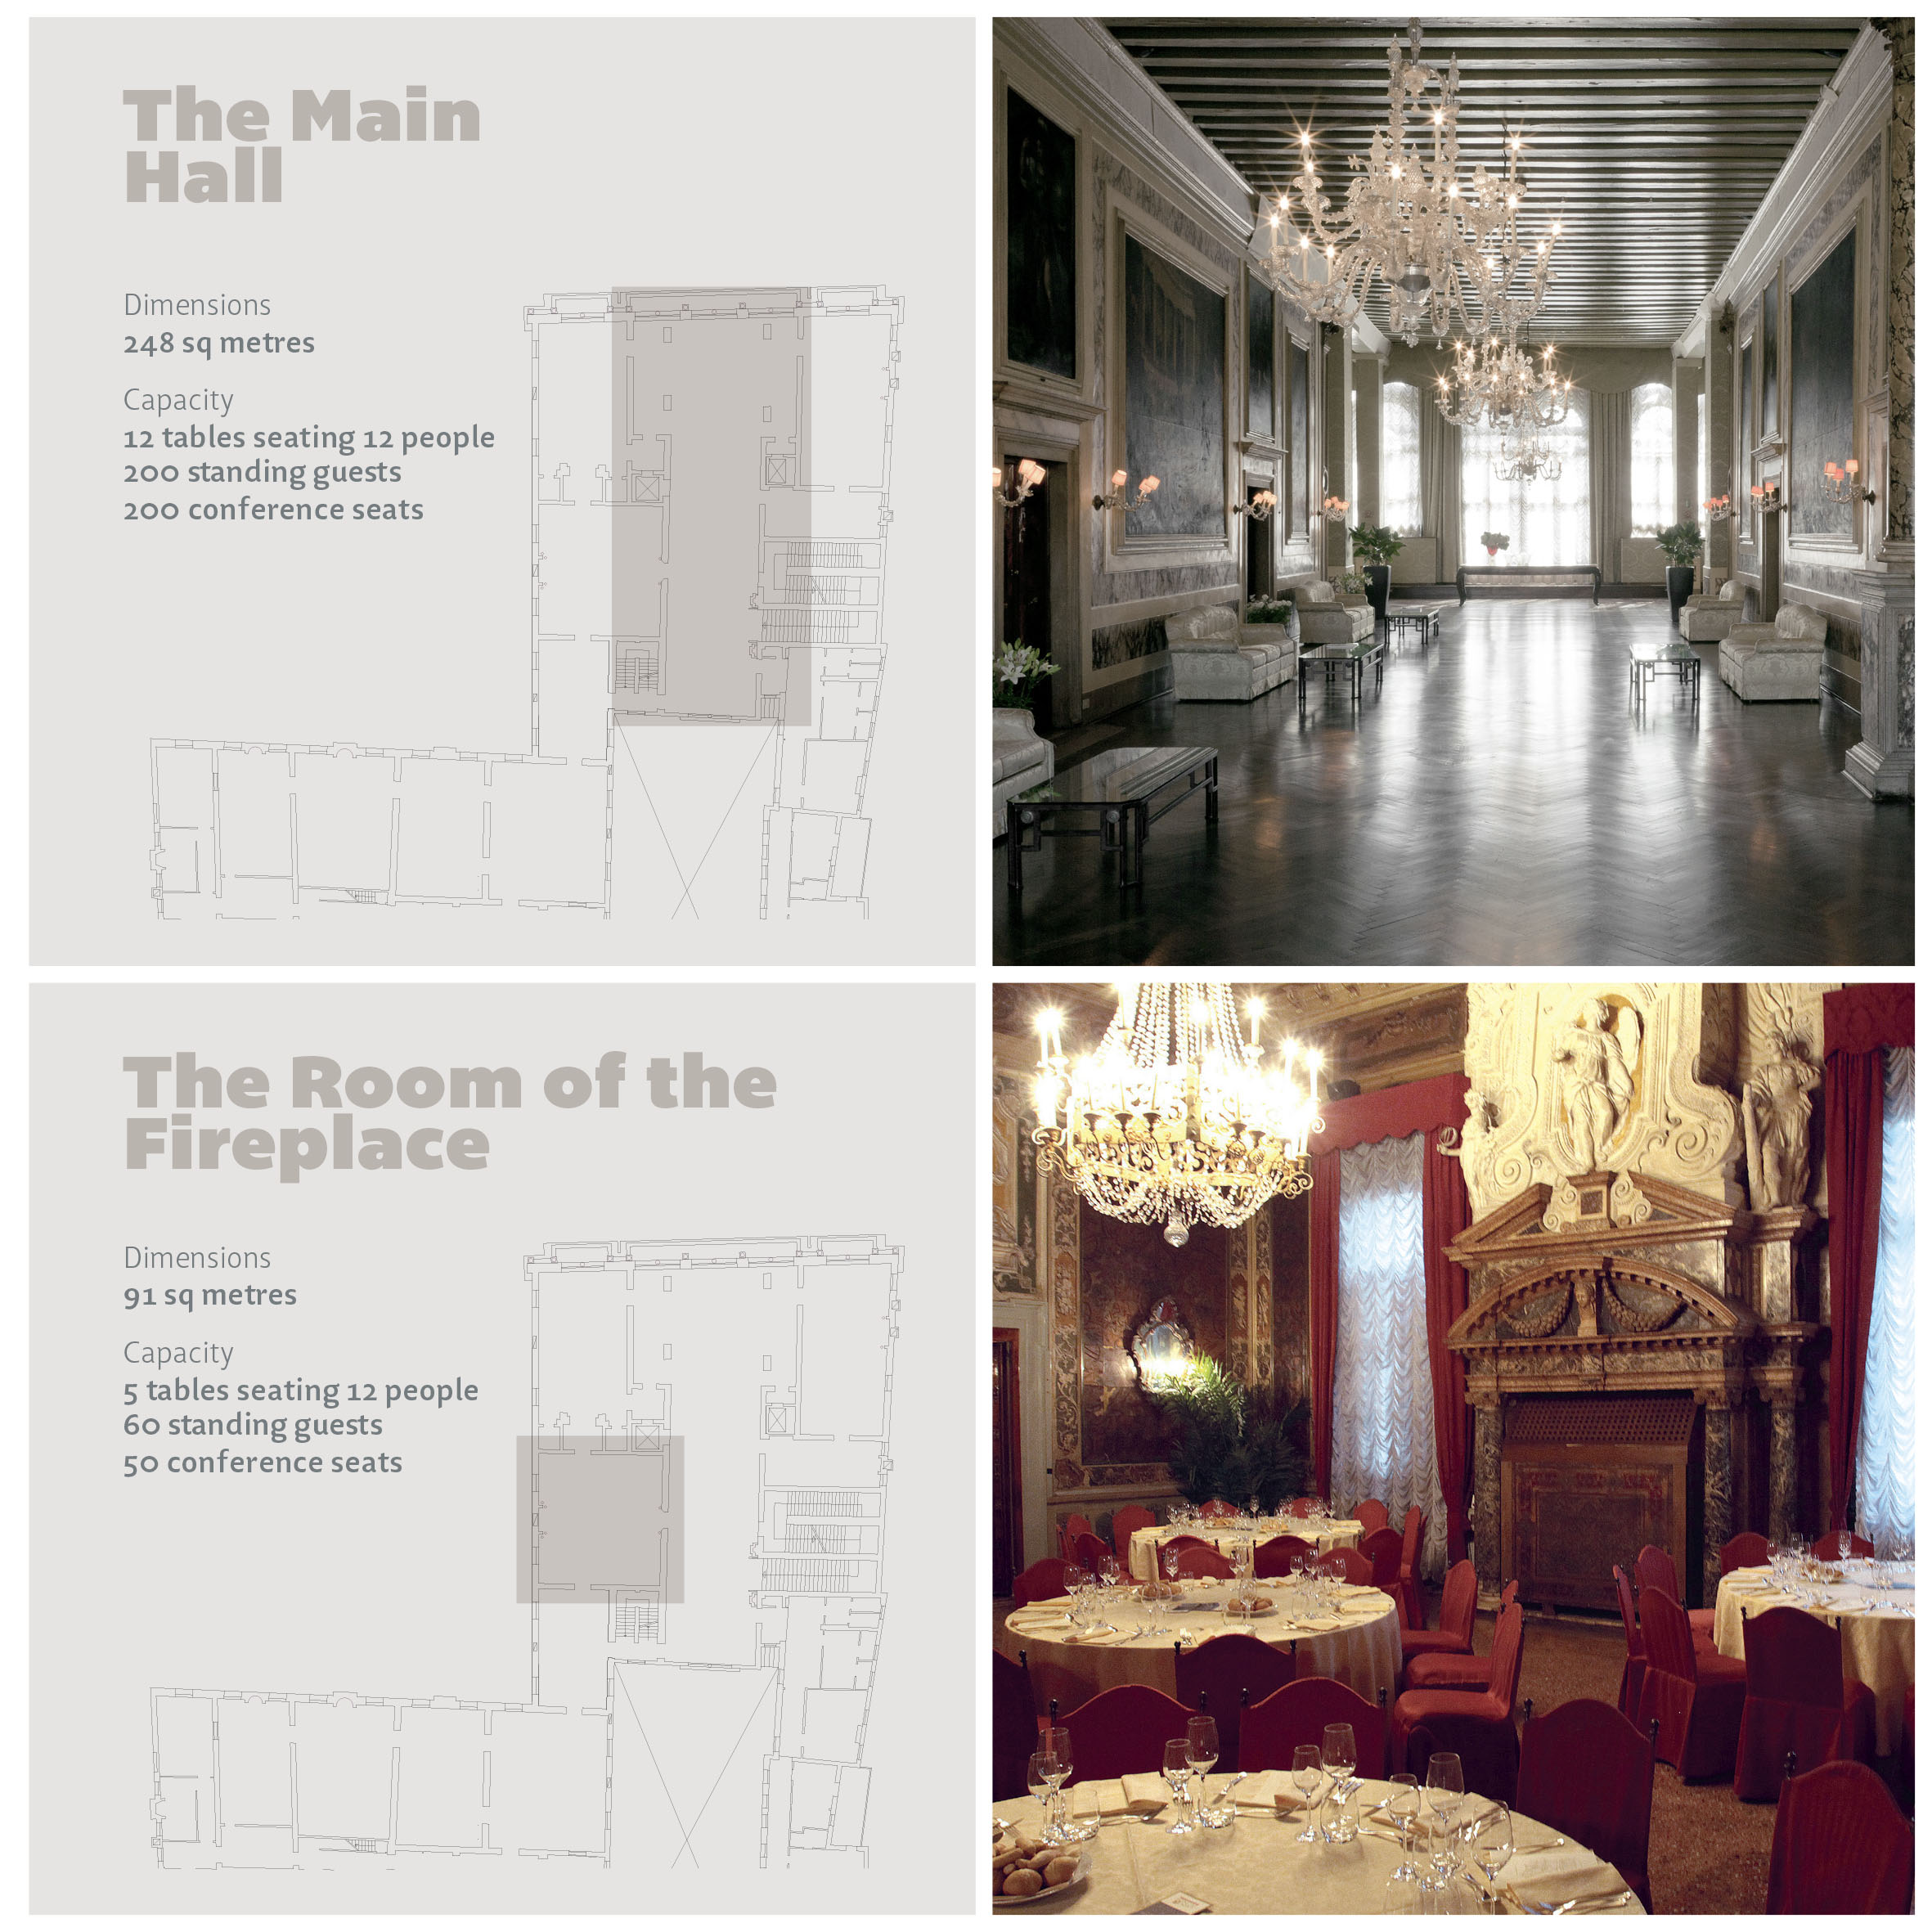 The Main
Hall
Dimensions
248 sq metres
Capacity
12 tables seating 12 people
200 standing guests
200 conference seats
The Room of the
Fireplace
Dimensions
91 sq metres
Capacity
5 tables seating 12 people
60 standing guests
50 conference seats